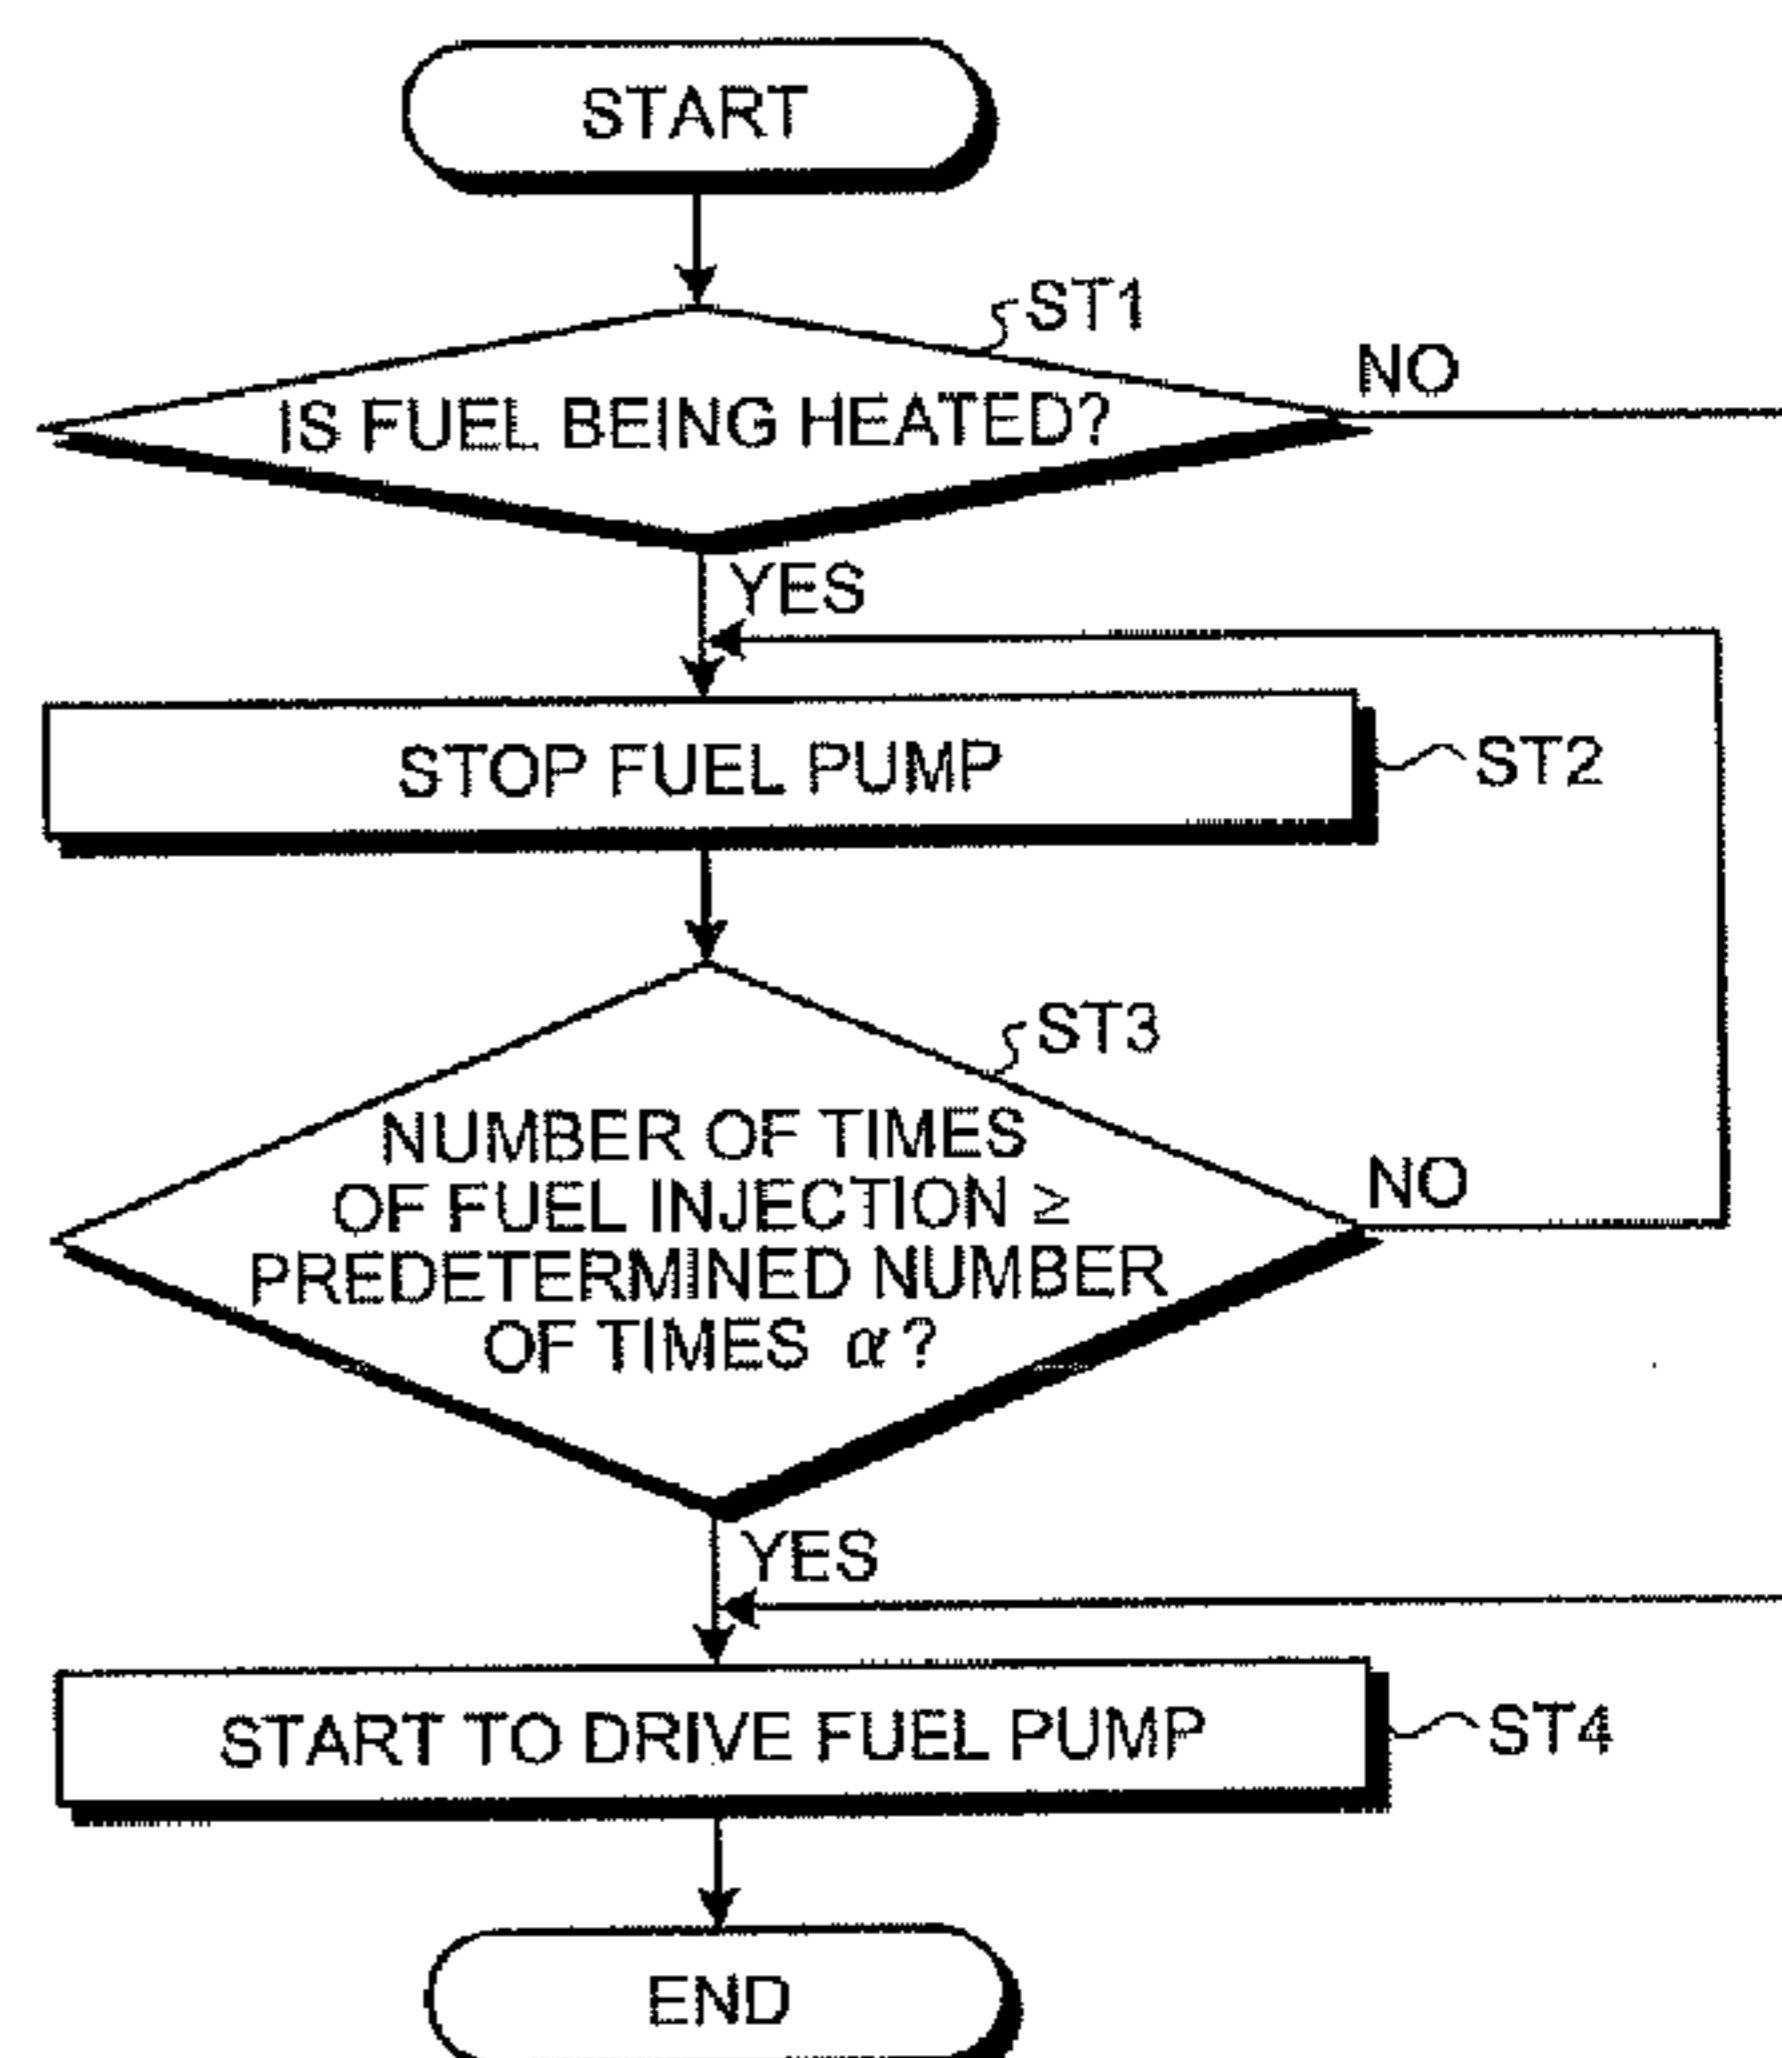 START
ST1
NO
IS FUEL BEING HEATED?
YES
STOP FUEL PUMP
ST2
ST3
NUMBER OF TIMES
OF FUEL INJECTION ≥
NO
PREDETERMINED NUMBER
OF TIMES α?
YES
START TO DRIVE FUEL PUMP
ST4
END